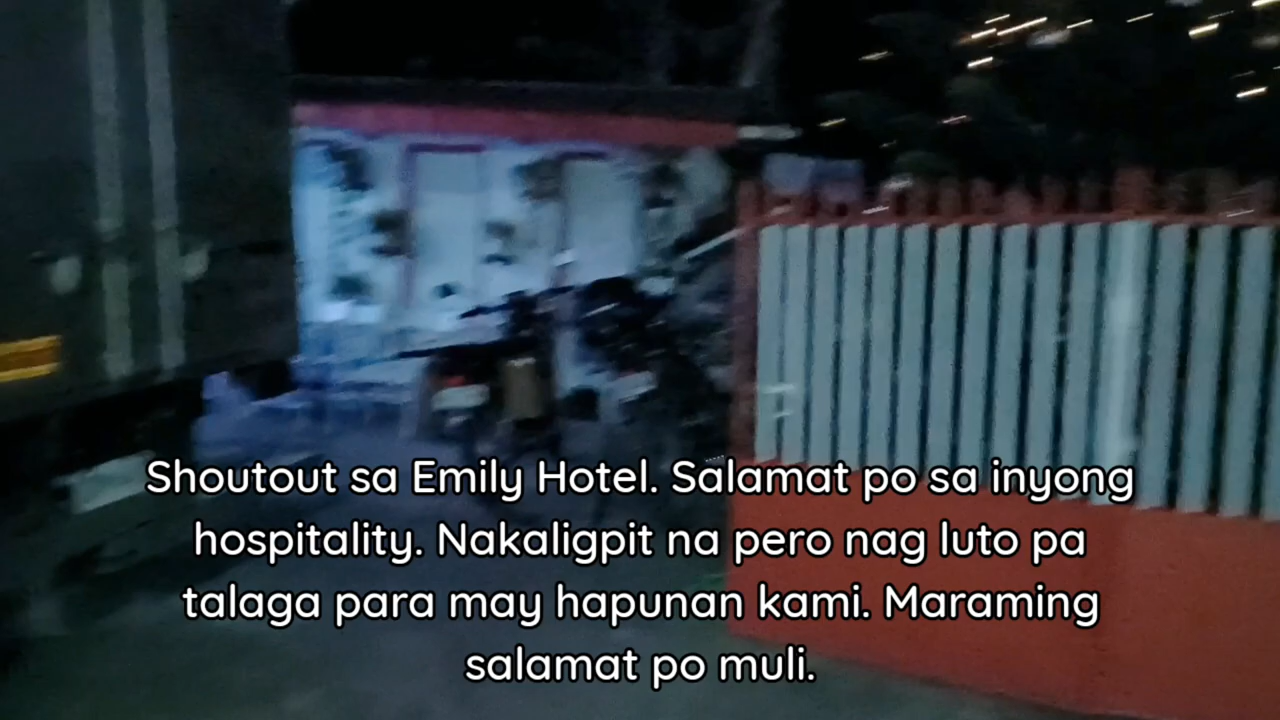 Shoutout sa Emily Hotel. Salamat po sa inyong
hospitality. Nakaligpit na pero nag luto pa
talaga para may hapunan kami. Maraming
salamat po muli.